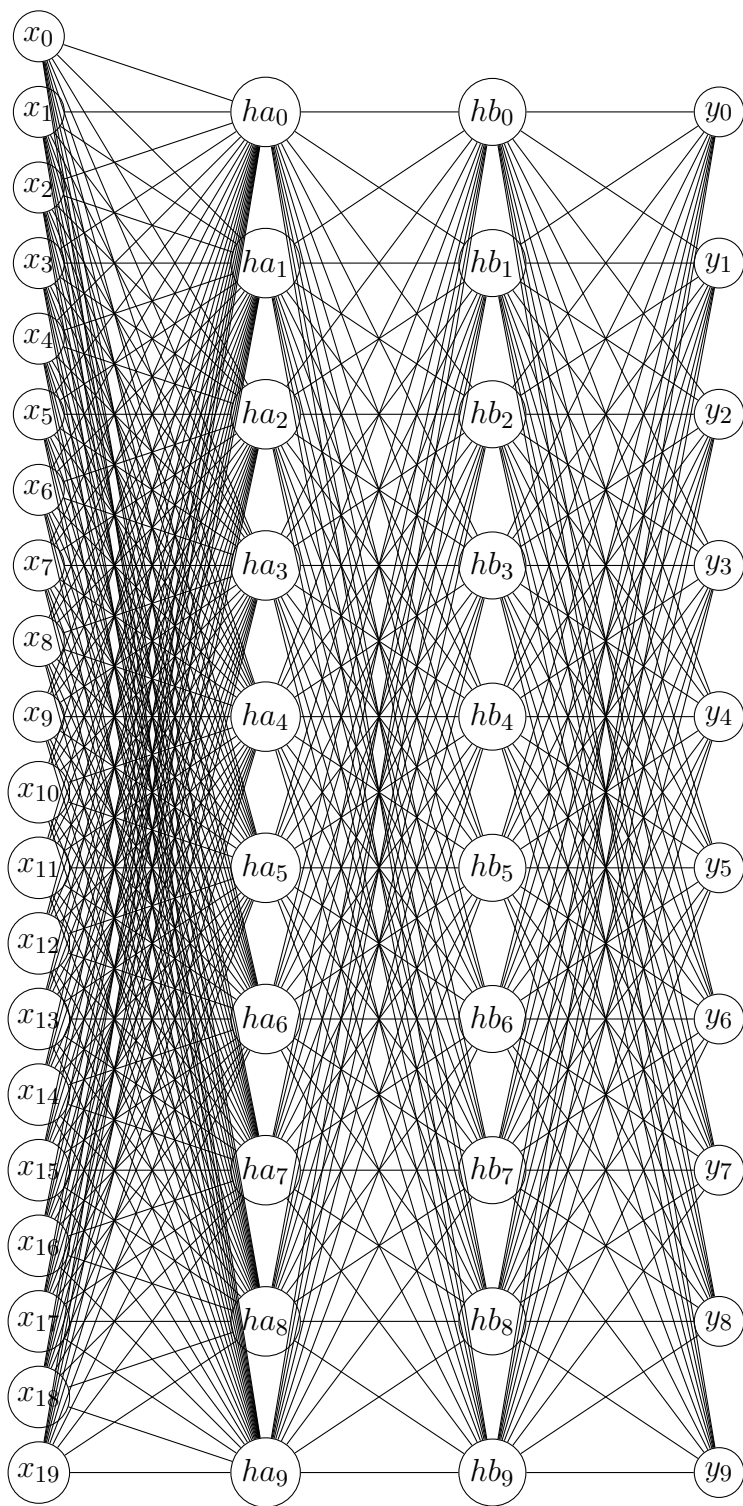 x₀
x₁ ha₀ hb₀ y₀
x₂
x₃ ha₁ hb₁ y₁
x₄
x₅ ha₂ hb₂ y₂
x₆
x₇ ha₃ hb₃ y₃
x₈
x₉ ha₄ hb₄ y₄
x₁₀
x₁₁ ha₅ hb₅ y₅
x₁₂
x₁₃ ha₆ hb₆ y₆
x₁₄
x₁₅ ha₇ hb₇ y₇
x₁₆
x₁₇ ha₈ hb₈ y₈
x₁₈
x₁₉ ha₉ hb₉ y₉